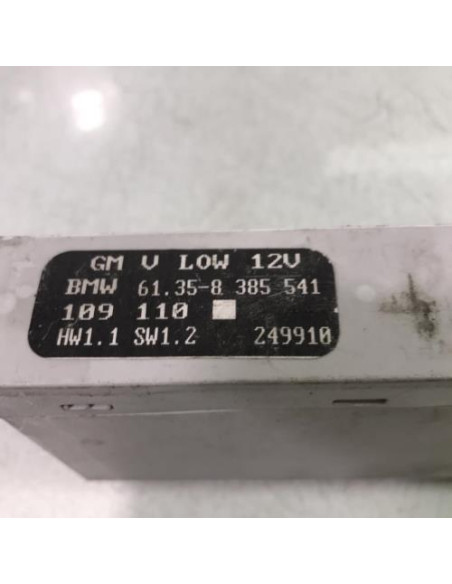 GM V LOW 12V
BMW 61.35-8 385 541
109 110
HW1.1 SW1.2 249910